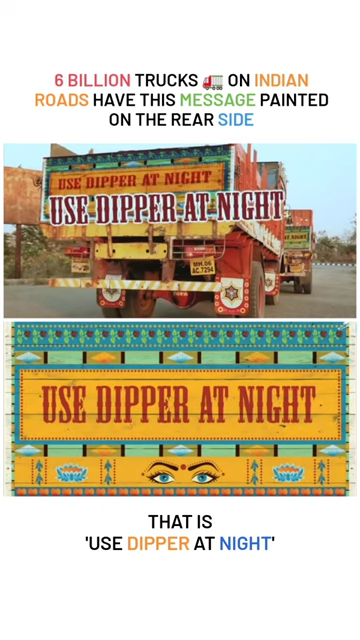 6 BILLION TRUCKS 🚛 ON INDIAN
ROADS HAVE THIS MESSAGE PAINTED
ON THE REAR SIDE
USE DIPPER AT NIGHT
USE DIPPER AT NIGHT
MH.06
AC.7294
USE DIPPER AT NIGHT
THAT IS
'USE DIPPER AT NIGHT'